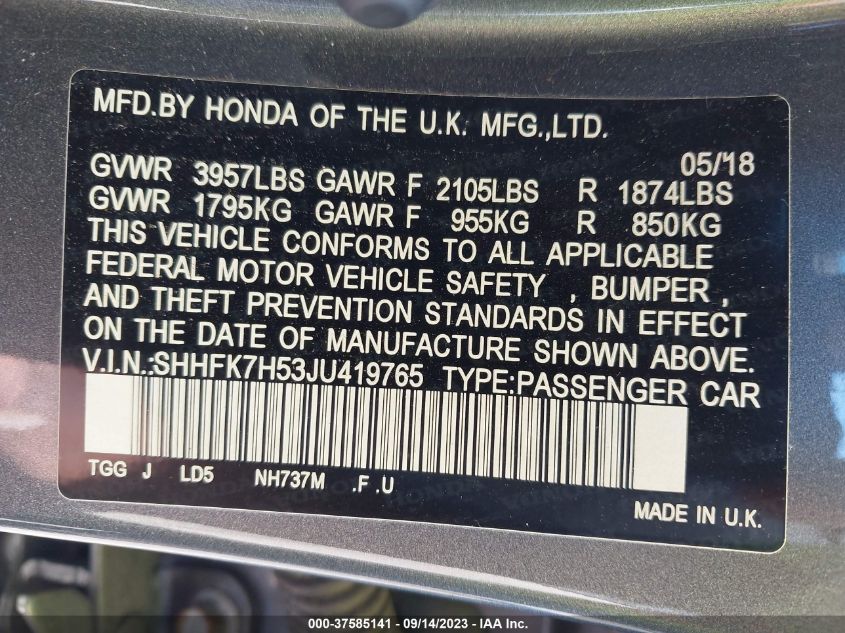 MFD.BY HONDA OF THE U.K. MFG.,LTD.
05/18
GVWR 3957LBS GAWR F 2105LBS R 1874LBS
GVWR 1795KG GAWR F 955KG R 850KG
THIS VEHICLE CONFORMS TO ALL APPLICABLE
FEDERAL MOTOR VEHICLE SAFETY , BUMPER ,
AND THEFT PREVENTION STANDARDS IN EFFECT
ON THE DATE OF MANUFACTURE SHOWN ABOVE.
V.I.N.:SHHFK7H53JU419765 TYPE:PASSENGER CAR
TGG J LD5 NH737M .F .U
MADE IN U.K.
000-37585141 - 09/14/2023 - IAA Inc.